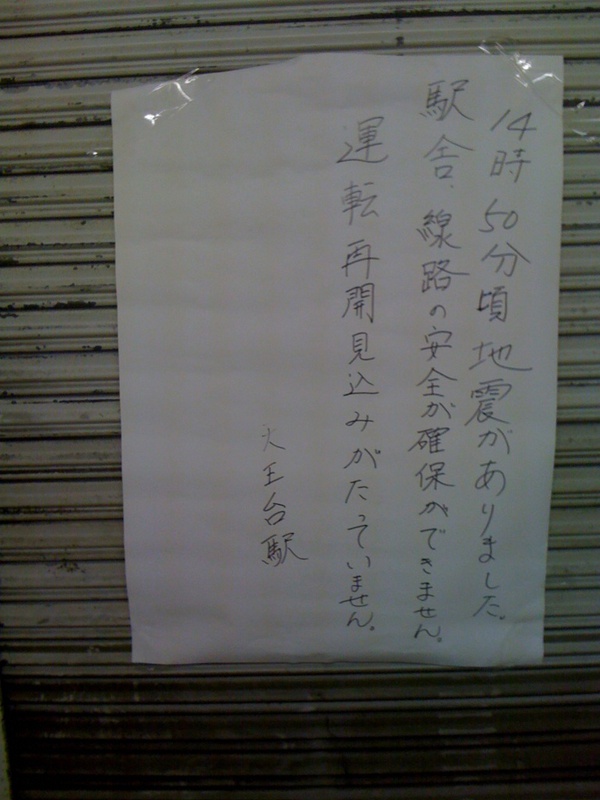 14時50分頃地震がありました。
駅舎、線路の安全が確保ができません。
運転再開見込みがたっていません。
天王台駅